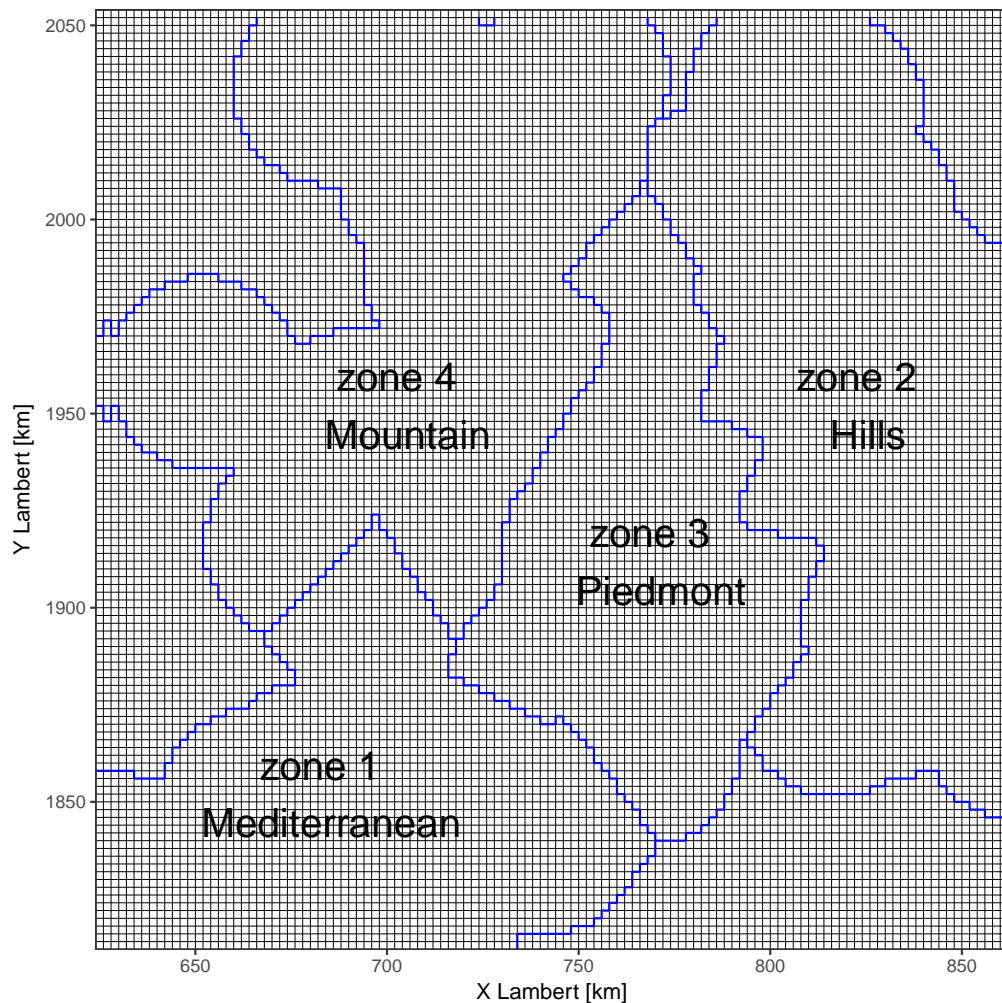 2050
2000
1950
1900
1850
Y Lambert [km]
zone 4
Mountain
zone 2
Hills
zone 3
Piedmont
zone 1
Mediterranean
650
700
750
800
850
X Lambert [km]